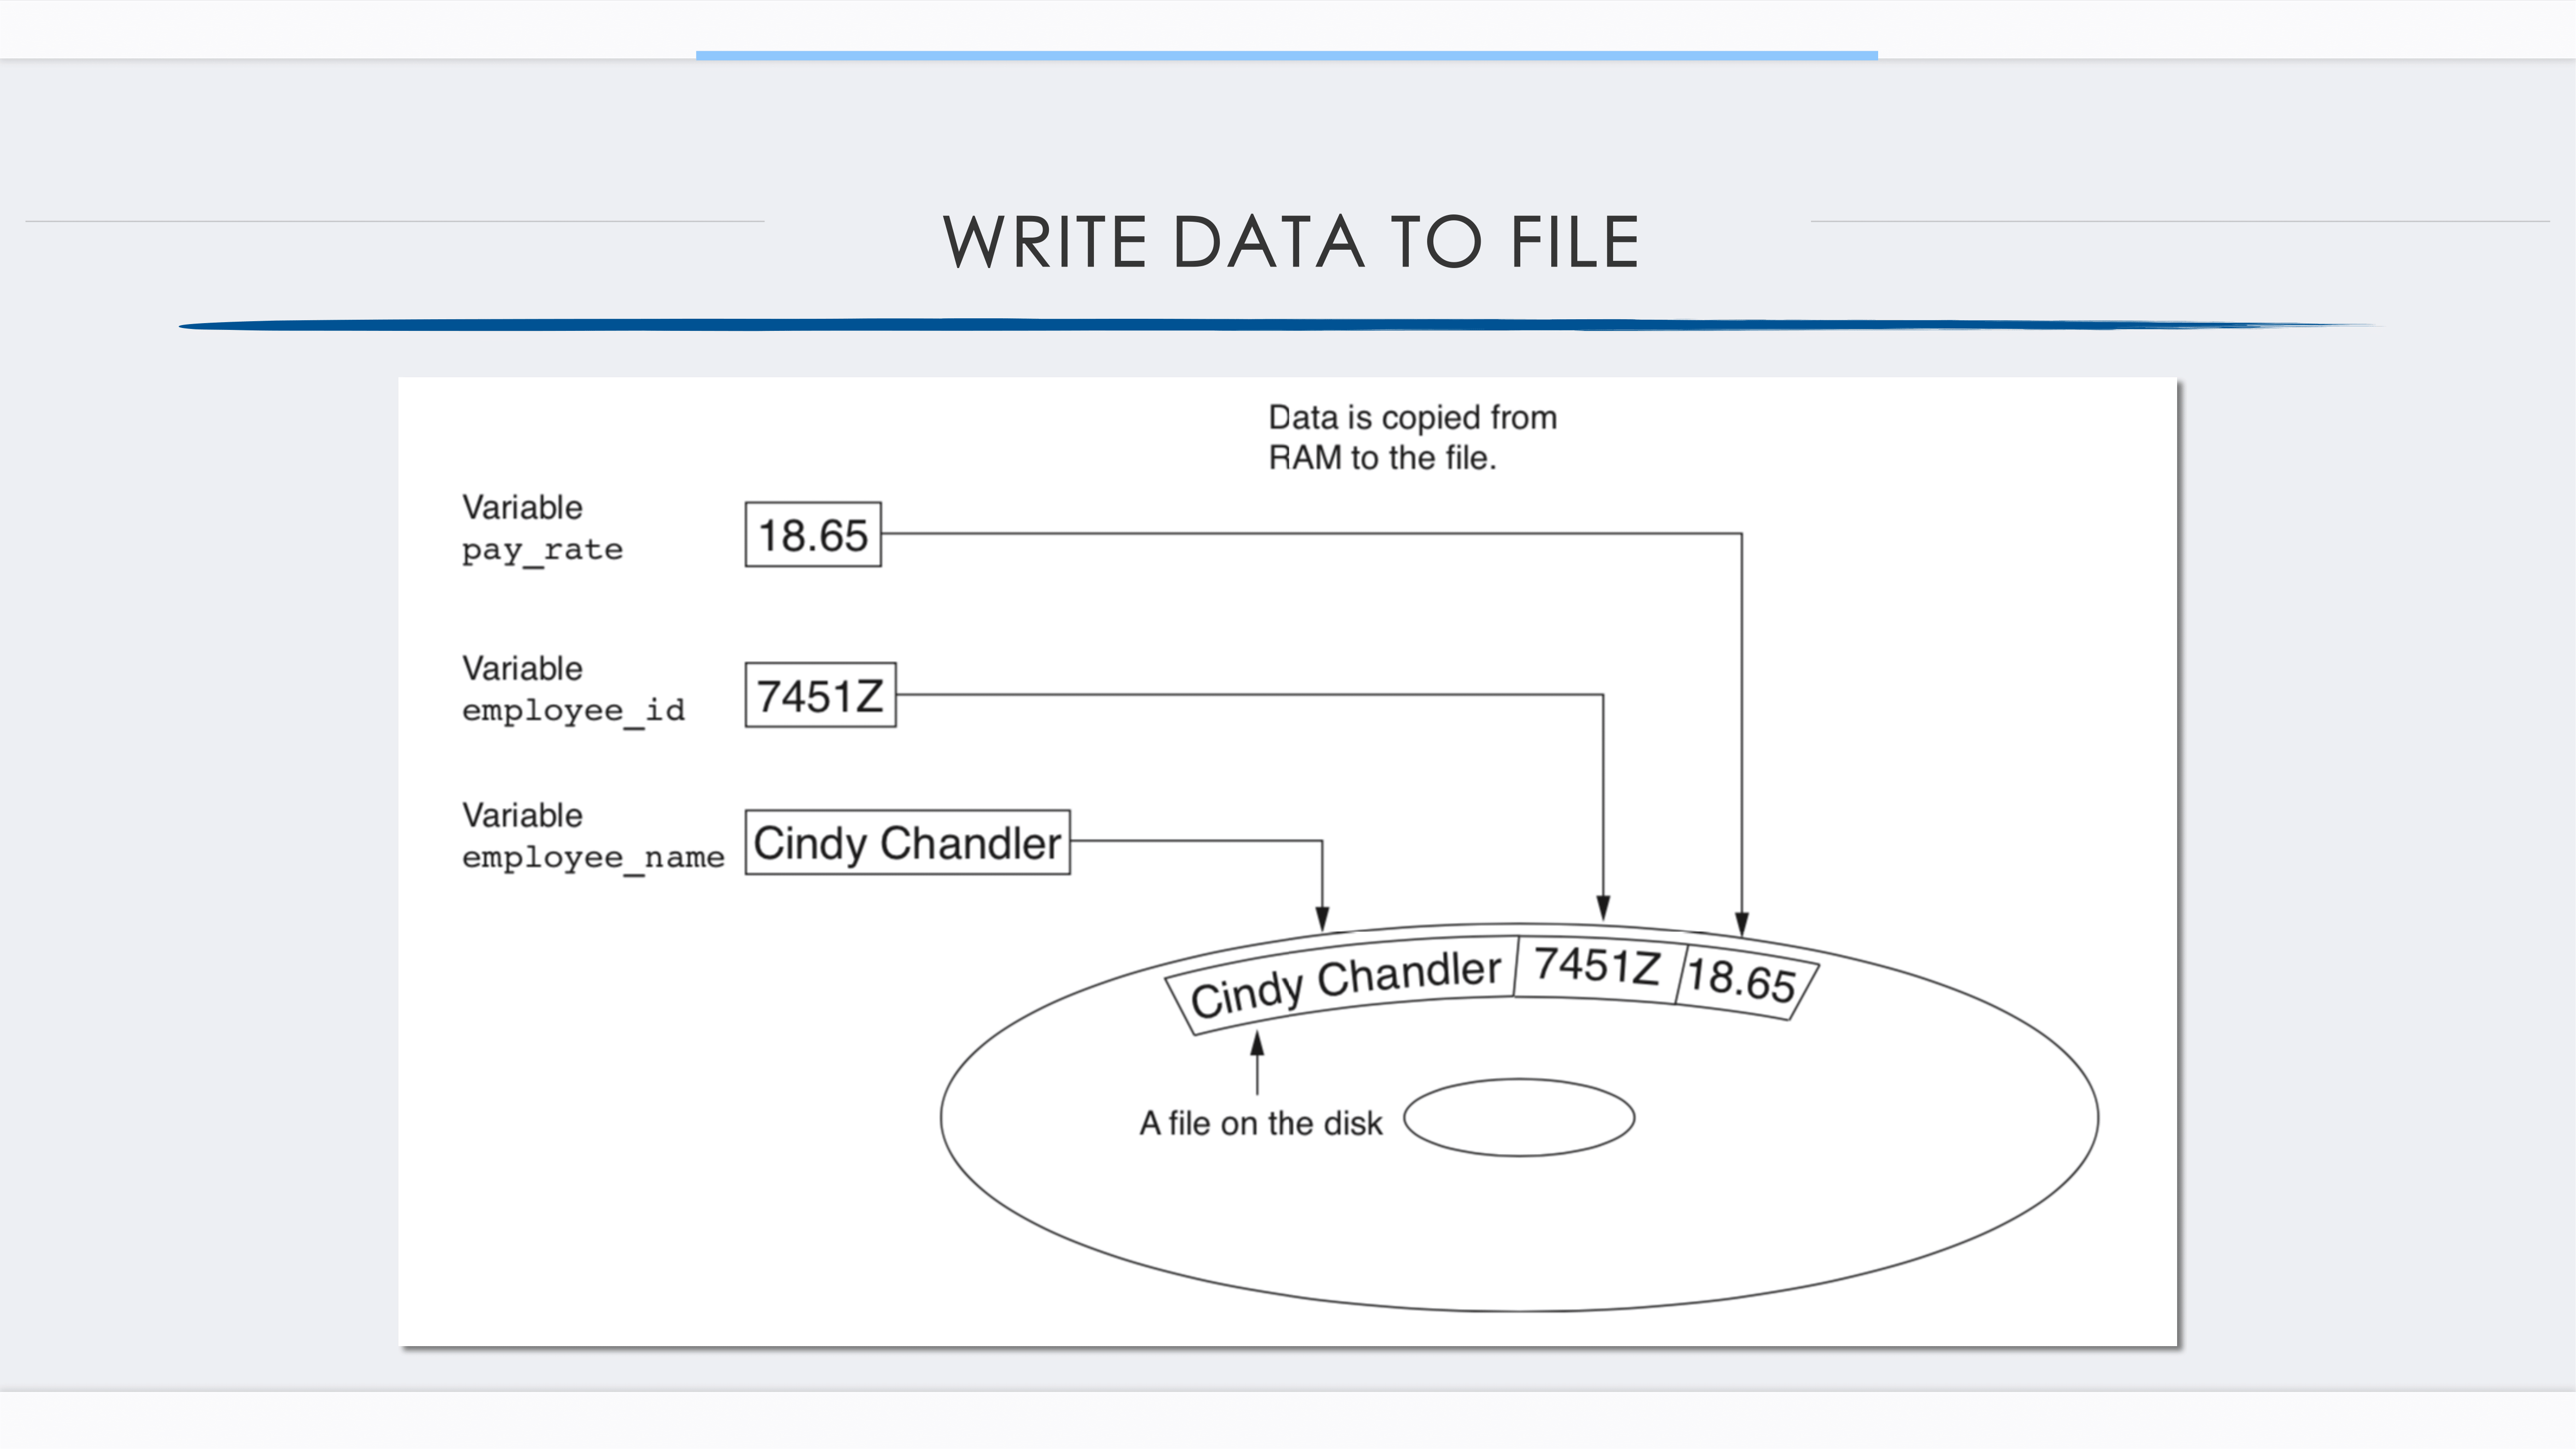 WRITE DATA TO FILE
Data is copied from
RAM to the file.
Variable
pay_rate
18.65
Variable
employee_id
7451Z
Variable
employee_name
Cindy Chandler
Cindy Chandler
7451Z
18.65
A file on the disk